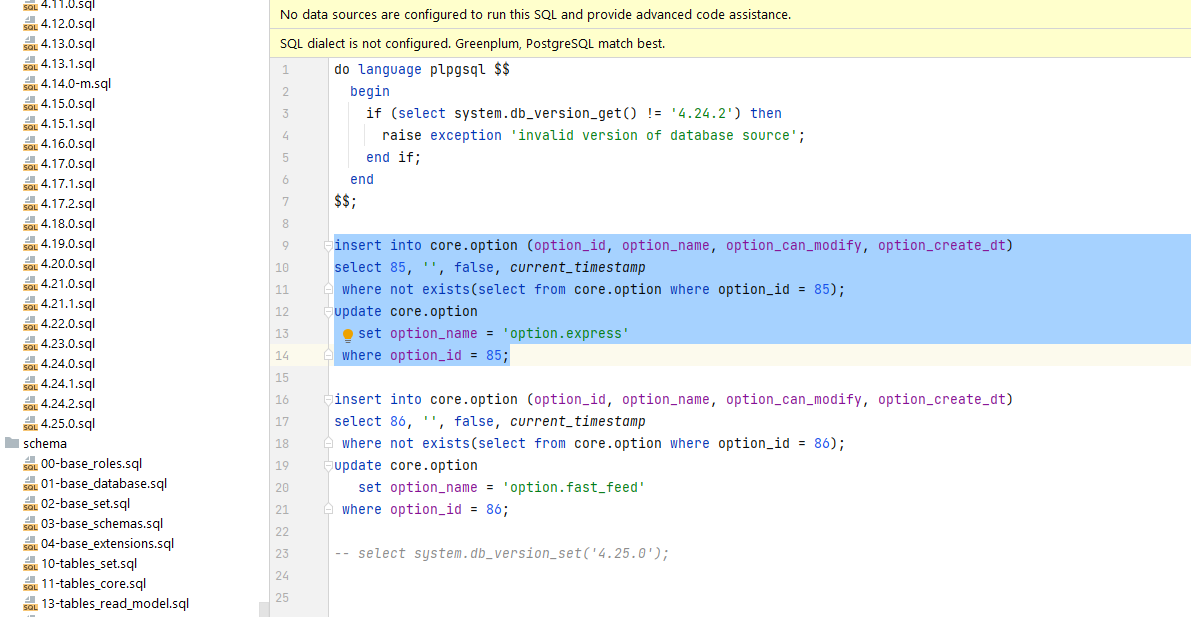 4.11.0.sql
4.12.0.sql
4.13.0.sql
4.13.1.sql
4.14.0-m.sql
4.15.0.sql
4.15.1.sql
4.16.0.sql
4.17.0.sql
4.17.1.sql
4.17.2.sql
4.18.0.sql
4.19.0.sql
4.20.0.sql
4.21.0.sql
4.21.1.sql
4.22.0.sql
4.23.0.sql
4.24.0.sql
4.24.1.sql
4.24.2.sql
4.25.0.sql
schema
00-base_roles.sql
01-base_database.sql
02-base_set.sql
03-base_schemas.sql
04-base_extensions.sql
10-tables_set.sql
11-tables_core.sql
13-tables_read_model.sql
No data sources are configured to run this SQL and provide advanced code assistance.
SQL dialect is not configured. Greenplum, PostgreSQL match best.
1 do language plpgsql $$
2 begin
3 if (select system.db_version_get() != '4.24.2') then
4 raise exception 'invalid version of database source';
5 end if;
6 end
7 $$;
8
9 insert into core.option (option_id, option_name, option_can_modify, option_create_dt)
10 select 85, '', false, current_timestamp
11 where not exists(select from core.option where option_id = 85);
12 update core.option
13 set option_name = 'option.express'
14 where option_id = 85;
15
16 insert into core.option (option_id, option_name, option_can_modify, option_create_dt)
17 select 86, '', false, current_timestamp
18 where not exists(select from core.option where option_id = 86);
19 update core.option
20 set option_name = 'option.fast_feed'
21 where option_id = 86;
22
23 -- select system.db_version_set('4.25.0');
24
25